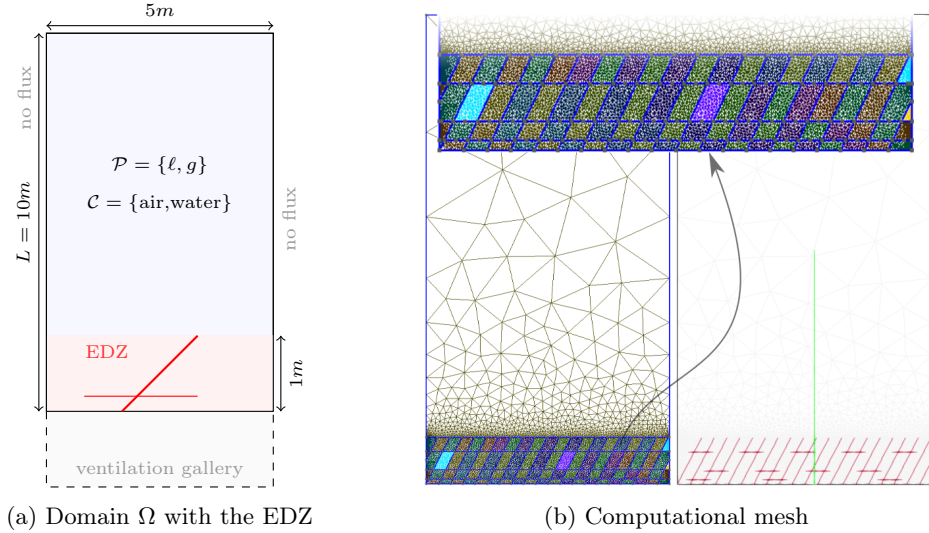 5m
no flux
𝒫 = {ℓ, g}
𝒞 = {air,water}
L = 10m
no flux
EDZ
1m
ventilation gallery
(a) Domain Ω with the EDZ
(b) Computational mesh